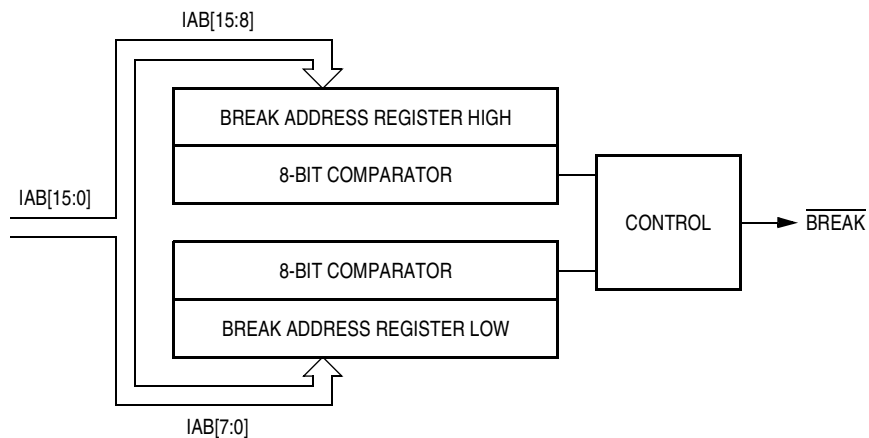 IAB[15:8]
BREAK ADDRESS REGISTER HIGH
8-BIT COMPARATOR
IAB[15:0]
CONTROL
BREAK
8-BIT COMPARATOR
BREAK ADDRESS REGISTER LOW
IAB[7:0]